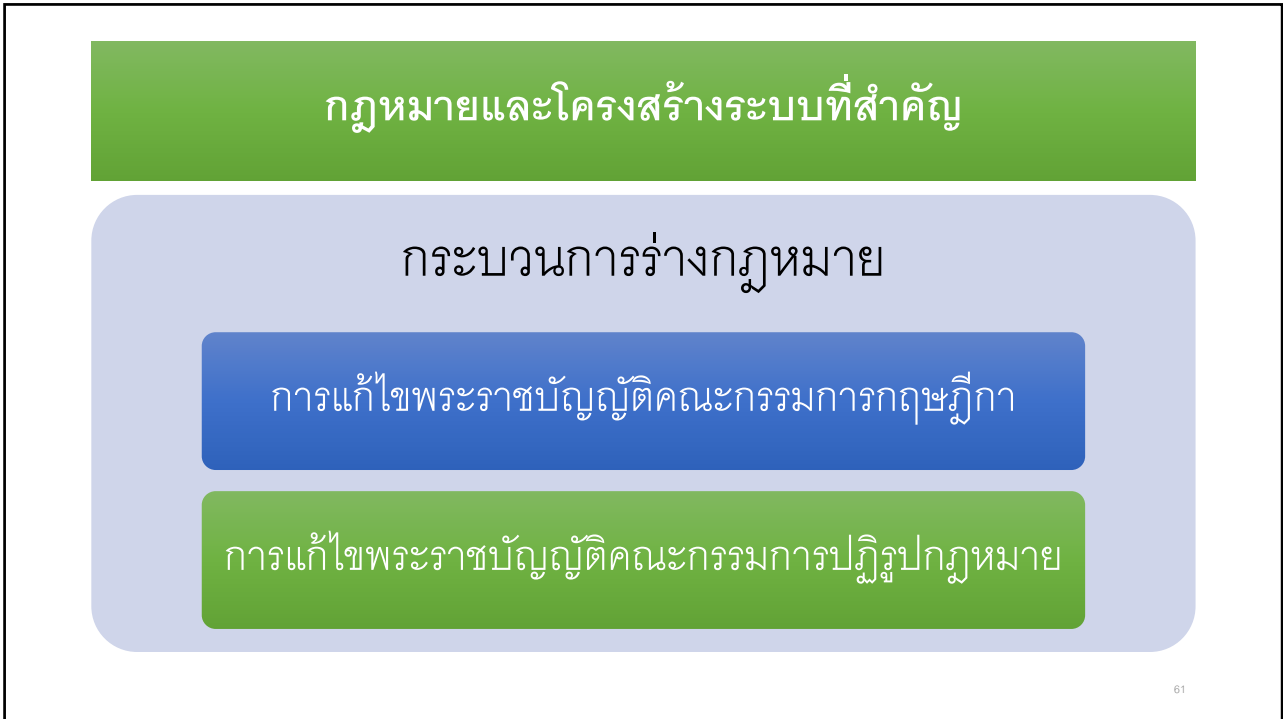 กฎหมายและโครงสร้างระบบที่สำคัญ
กระบวนการร่างกฎหมาย
การแก้ไขพระราชบัญญัติคณะกรรมการกฤษฎีกา
การแก้ไขพระราชบัญญัติคณะกรรมการปฏิรูปกฎหมาย
61